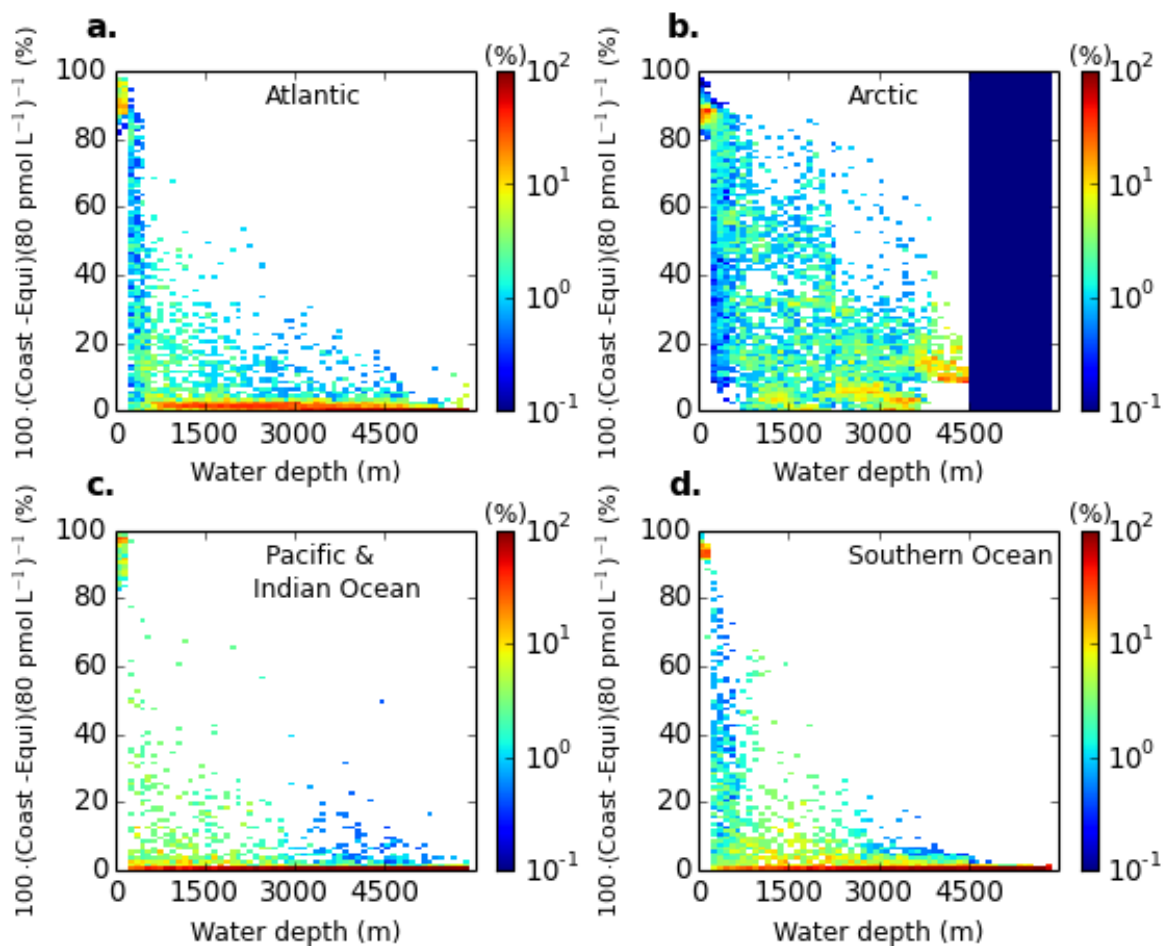 a.
100 ·(Coast -Equi)(80 pmol L⁻¹)⁻¹ (%)
(%)
Atlantic
100
80
60
40
20
0
0 1500 3000 4500
Water depth (m)
10²
10¹
10⁰
10⁻¹
b.
100 ·(Coast -Equi)(80 pmol L⁻¹)⁻¹ (%)
(%)
Arctic
100
80
60
40
20
0
0 1500 3000 4500
Water depth (m)
10²
10¹
10⁰
10⁻¹
c.
100 ·(Coast -Equi)(80 pmol L⁻¹)⁻¹ (%)
(%)
Pacific &
Indian Ocean
100
80
60
40
20
0
0 1500 3000 4500
Water depth (m)
10²
10¹
10⁰
10⁻¹
d.
100 ·(Coast -Equi)(80 pmol L⁻¹)⁻¹ (%)
(%)
Southern Ocean
100
80
60
40
20
0
0 1500 3000 4500
Water depth (m)
10²
10¹
10⁰
10⁻¹